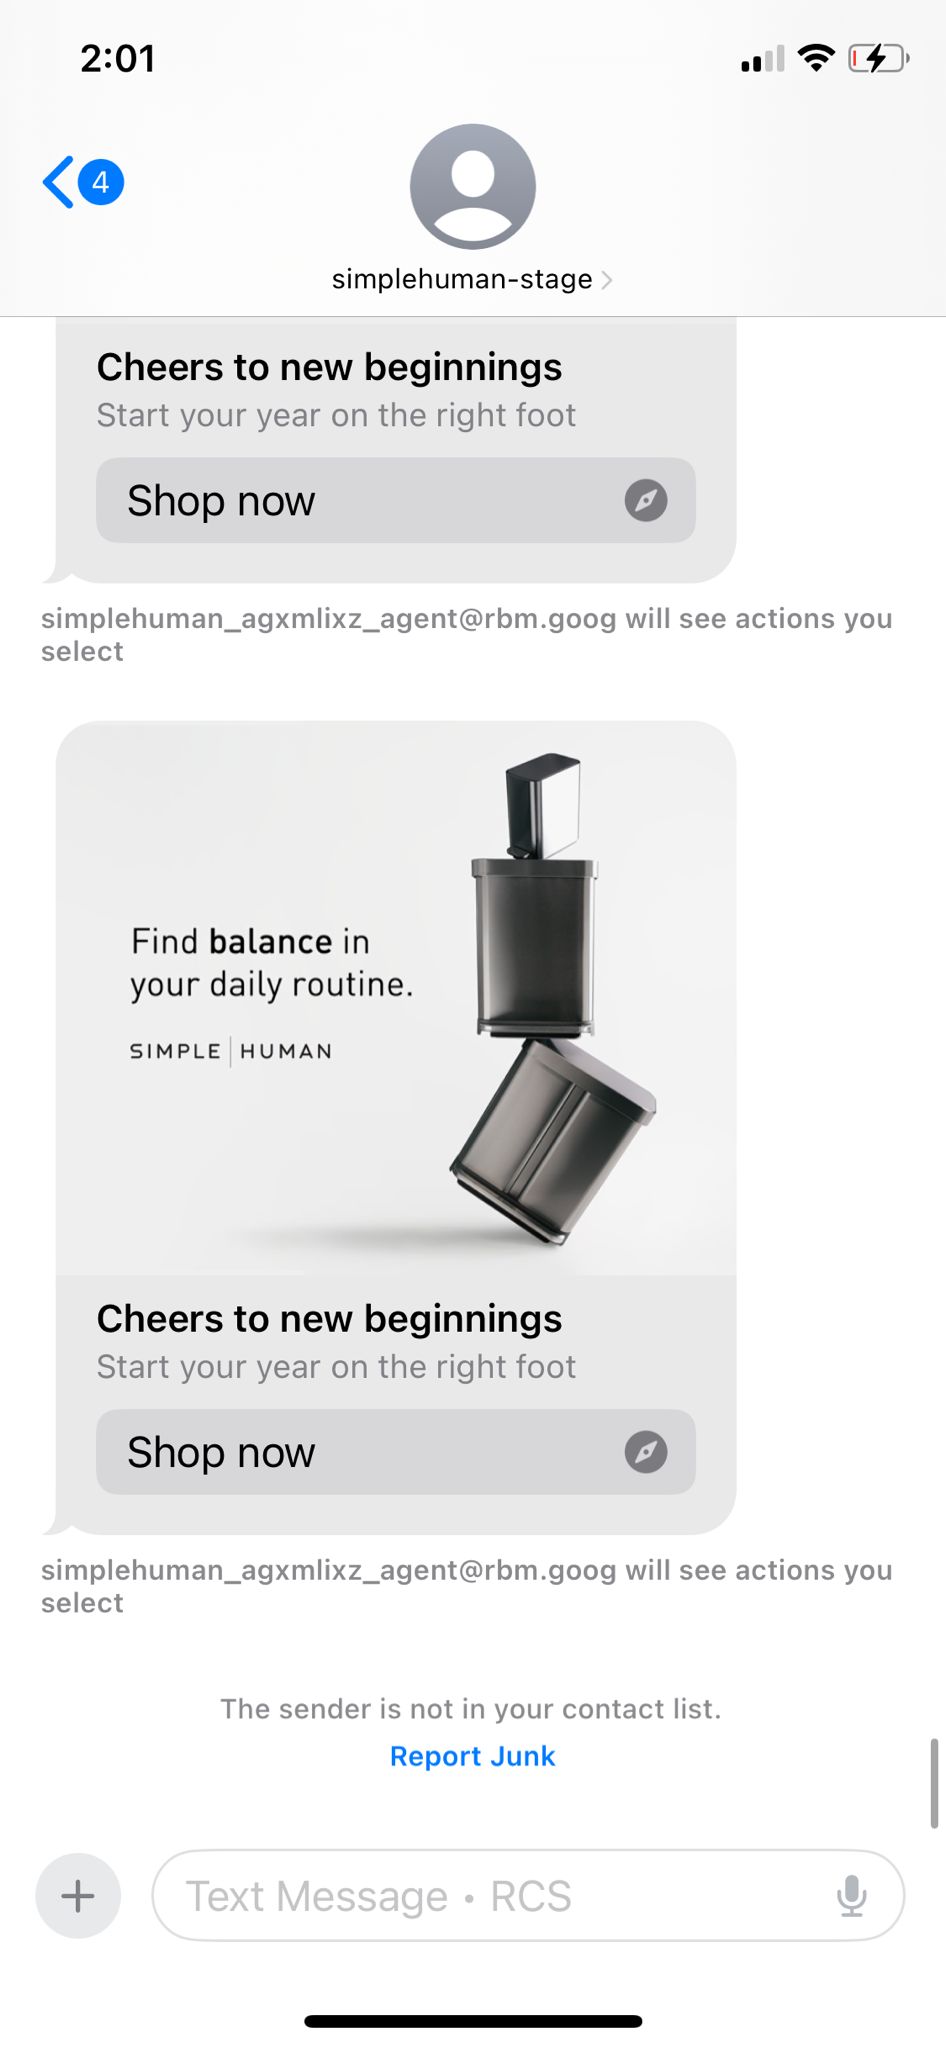 2:01
4
simplehuman-stage
Cheers to new beginnings
Start your year on the right foot
Shop now
simplehuman_agxmlixz_agent@rbm.goog will see actions you
select
Find balance in
your daily routine.
SIMPLE HUMAN
Cheers to new beginnings
Start your year on the right foot
Shop now
simplehuman_agxmlixz_agent@rbm.goog will see actions you
select
The sender is not in your contact list.
Report Junk
Text Message • RCS